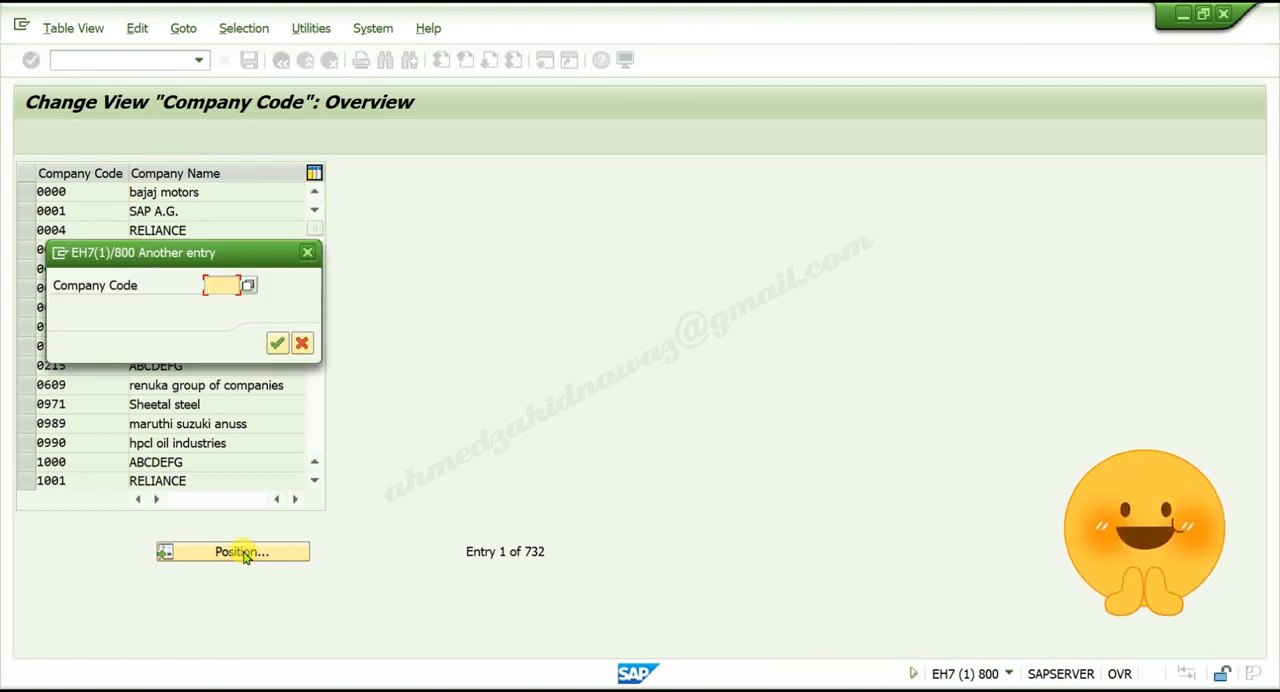 Table View Edit Goto Selection Utilities System Help
Change View "Company Code": Overview
Company Code Company Name
0000 bajaj motors
0001 SAP A.G.
0004 RELIANCE
EH7(1)/800 Another entry
Company Code
0215 ABCDEFG
0609 renuka group of companies
0971 Sheetal steel
0989 maruthi suzuki anuss
0990 hpcl oil industries
1000 ABCDEFG
1001 RELIANCE
Position... Entry 1 of 732
ahmedzahidnawaz@gmail.com
SAP EH7 (1) 800 SAPSERVER OVR